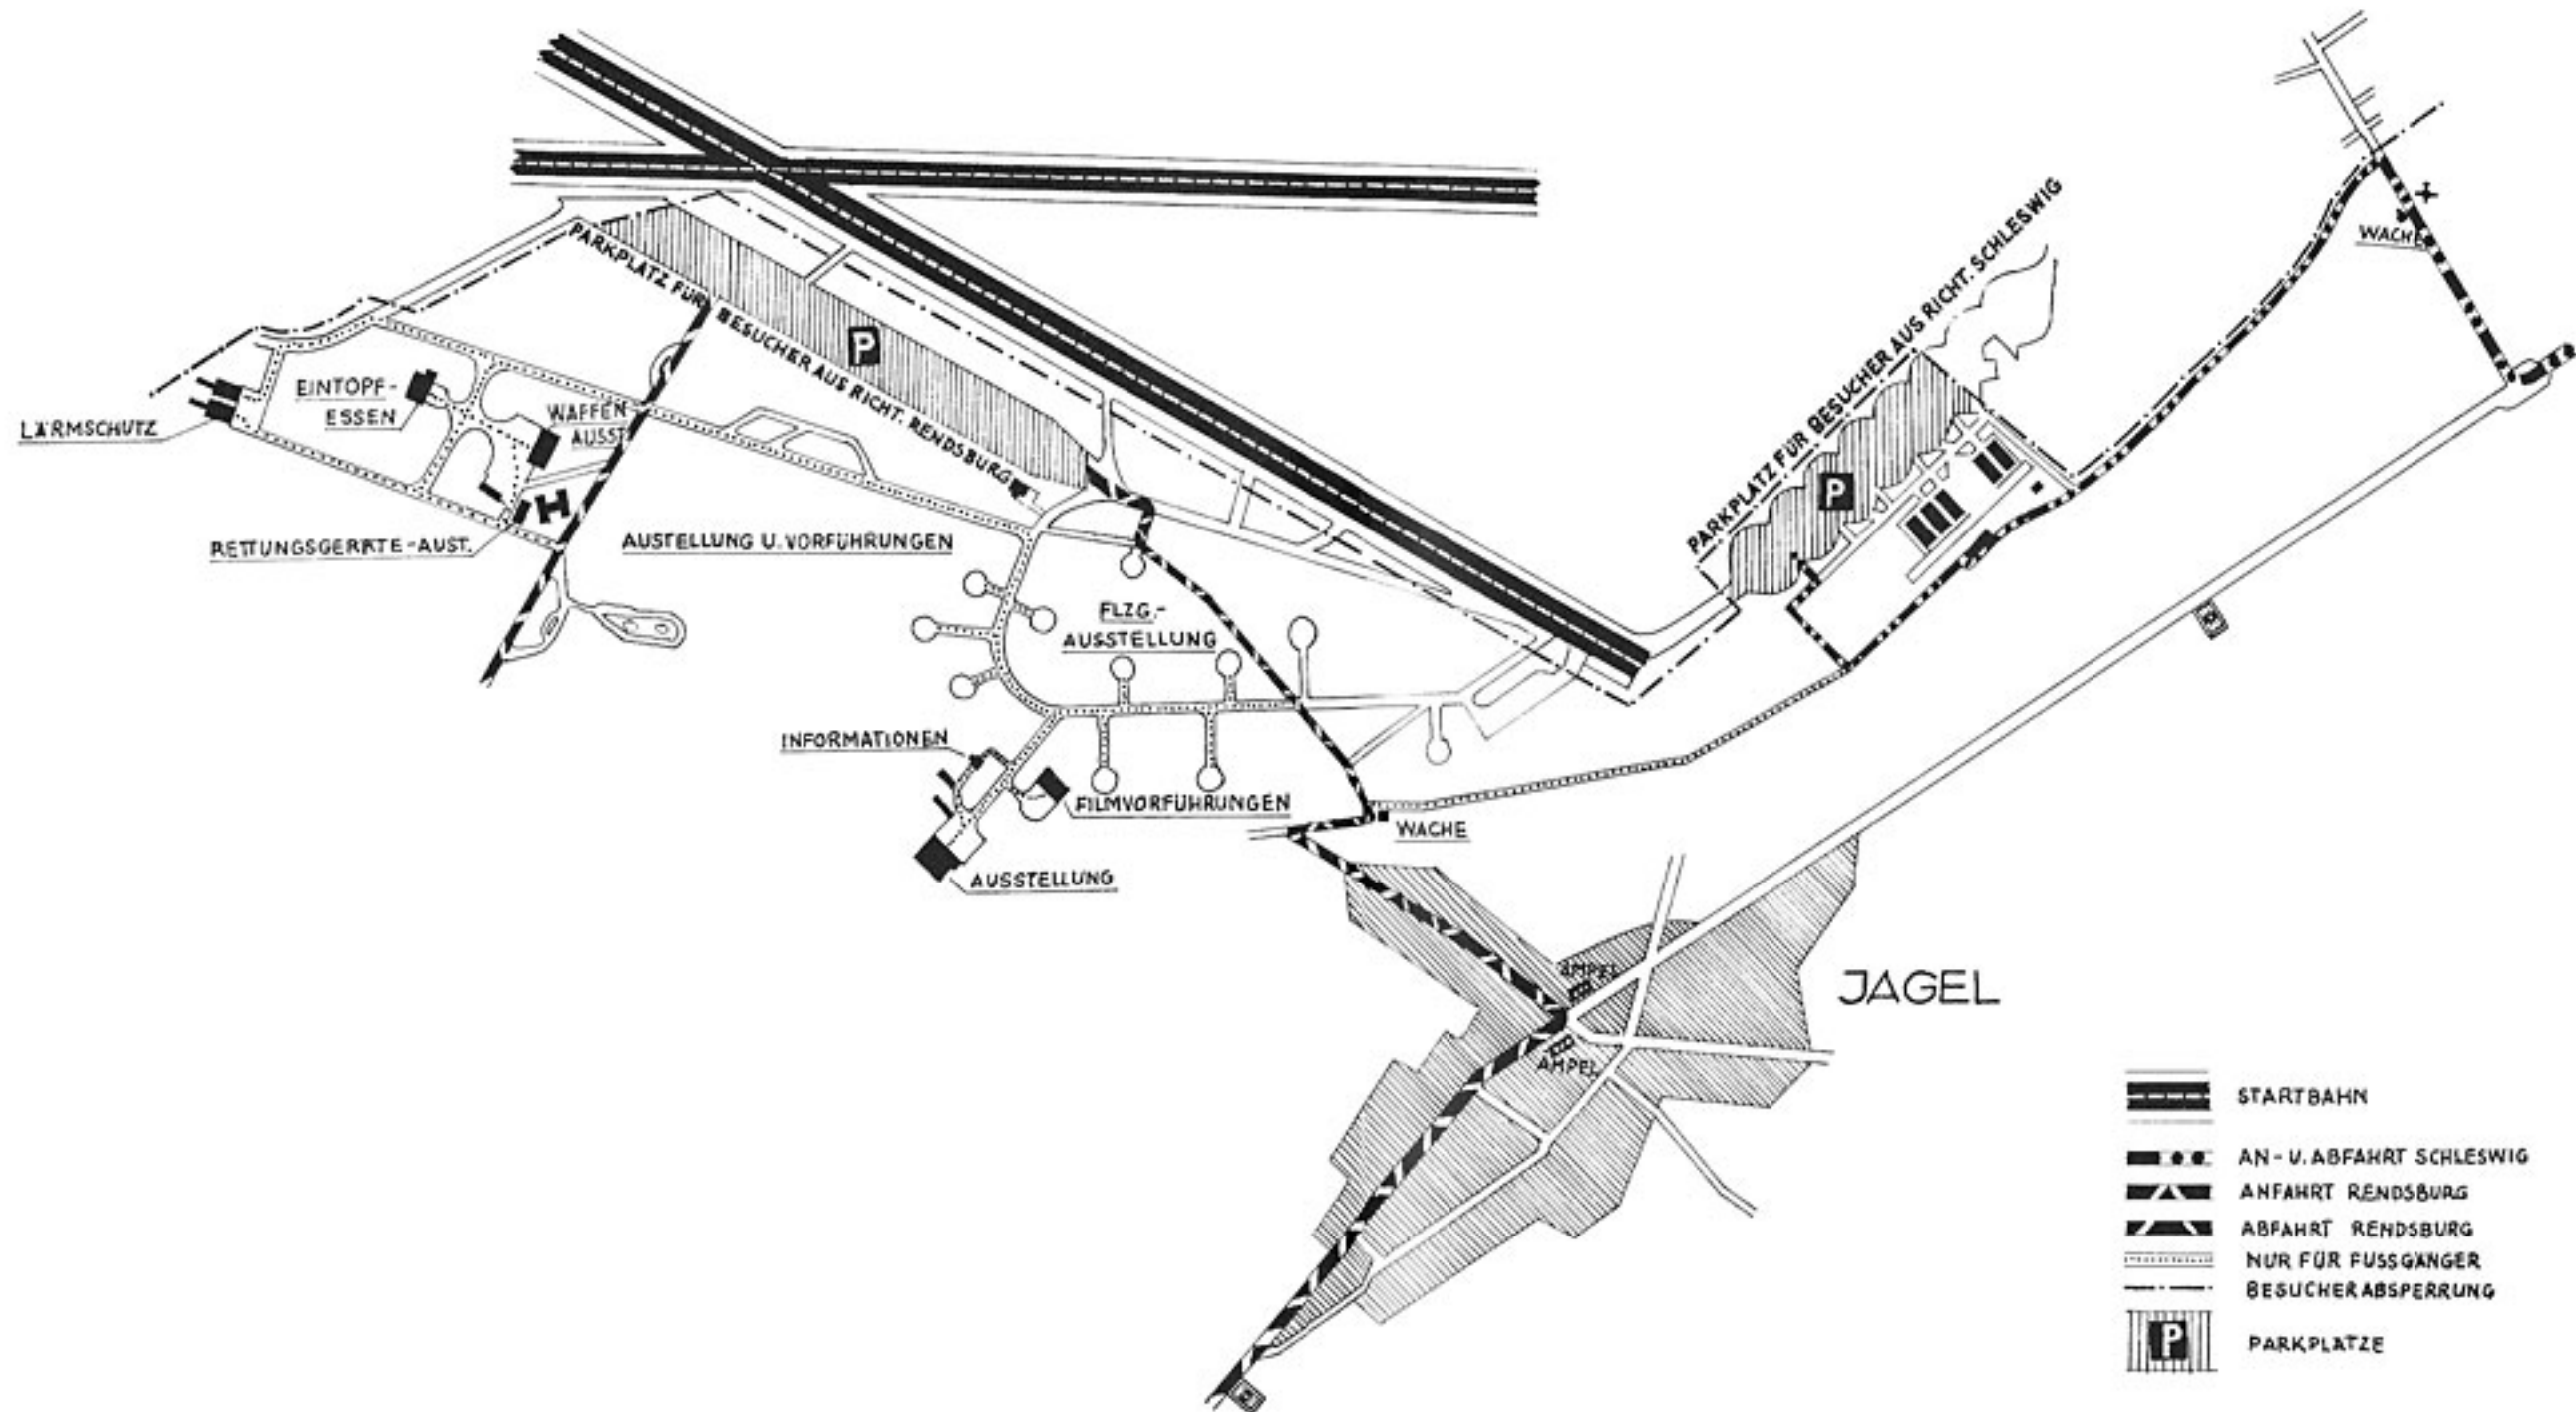 WACHE
PARKPLATZ FÜR BESUCHER AUS RICHT. SCHLESWIG
P
PARKPLATZ FÜR BESUCHER AUS RICHT. RENDSBURG
P
LÄRMSCHUTZ
EINTOPF-
ESSEN
WAFFEN
AUSST.
H
RETTUNGSGERÄTE-AUST.
AUSTELLUNG U. VORFÜHRUNGEN
FLZG.-
AUSSTELLUNG
INFORMATIONEN
FILMVORFÜHRUNGEN
AUSSTELLUNG
WACHE
AMPEL
AMPEL
JAGEL
STARTBAHN
AN- U. ABFAHRT SCHLESWIG
ANFAHRT RENDSBURG
ABFAHRT RENDSBURG
NUR FÜR FUSSGÄNGER
BESUCHERABSPERRUNG
P PARKPLÄTZE